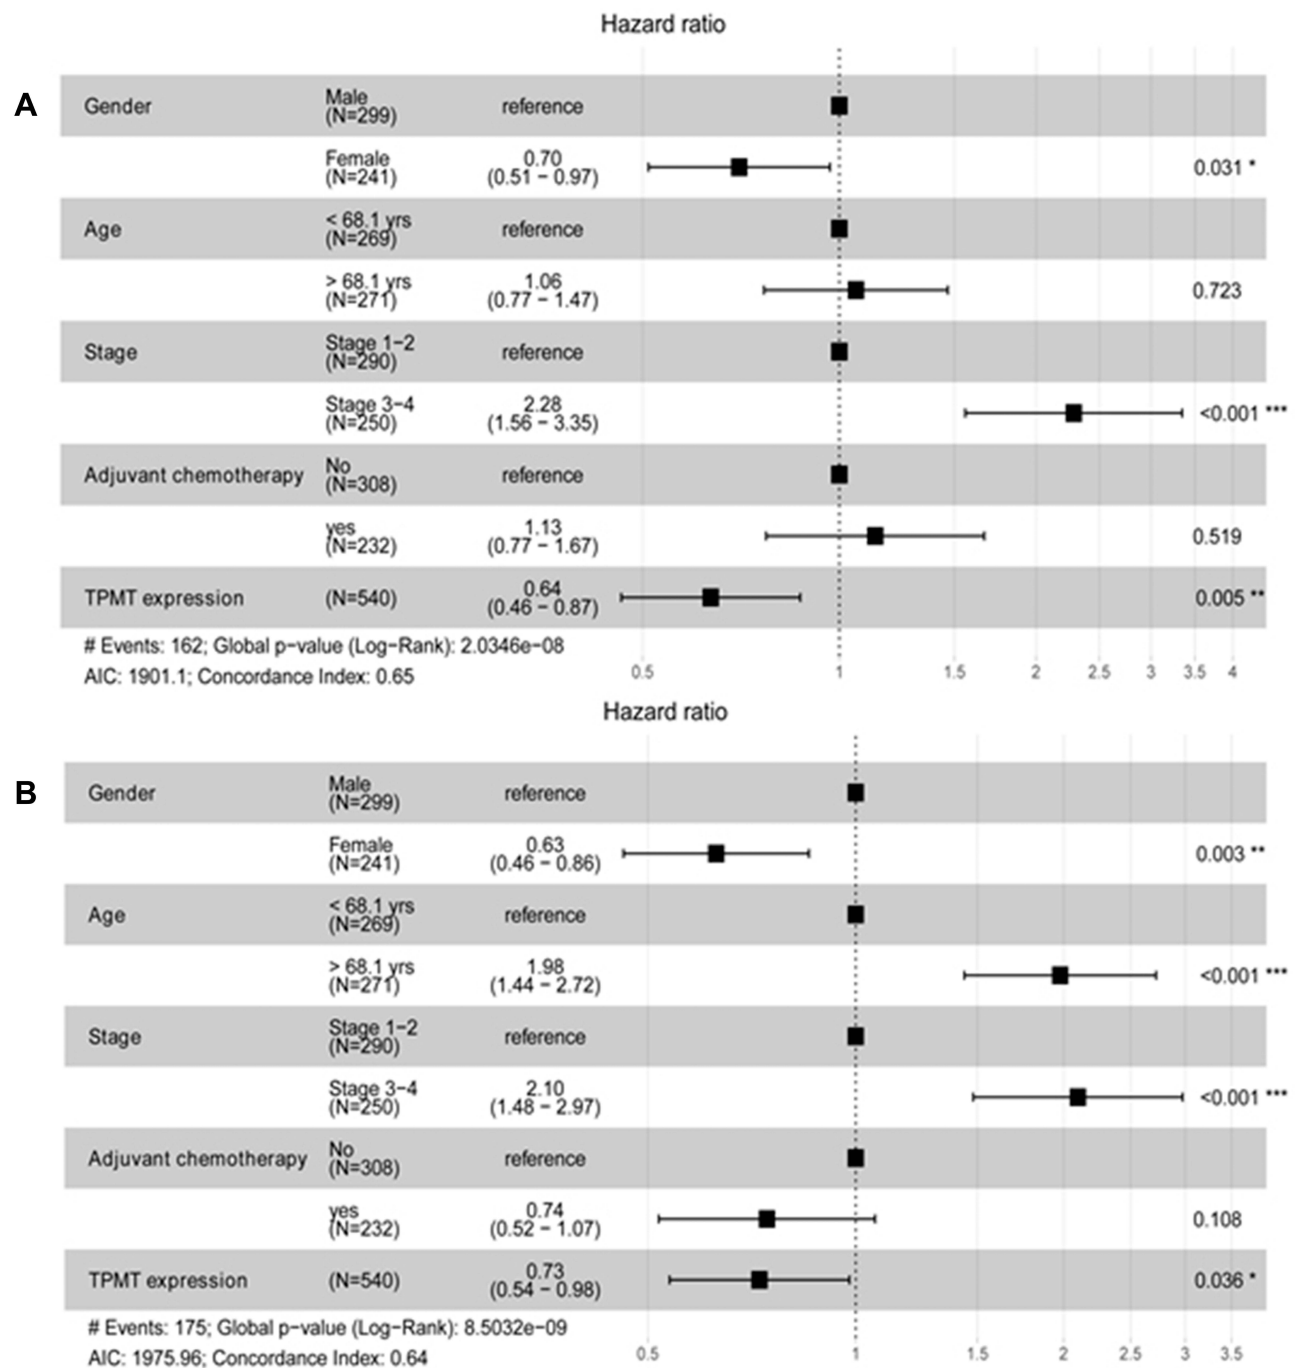 Hazard ratio
A
Gender Male (N=299) reference
Female (N=241) 0.70 (0.51 − 0.97) 0.031 *
Age < 68.1 yrs (N=269) reference
> 68.1 yrs (N=271) 1.06 (0.77 − 1.47) 0.723
Stage Stage 1−2 (N=290) reference
Stage 3−4 (N=250) 2.28 (1.56 − 3.35) <0.001 ***
Adjuvant chemotherapy No (N=308) reference
yes (N=232) 1.13 (0.77 − 1.67) 0.519
TPMT expression (N=540) 0.64 (0.46 − 0.87) 0.005 **
# Events: 162; Global p−value (Log−Rank): 2.0346e−08
AIC: 1901.1; Concordance Index: 0.65
0.5 1 1.5 2 2.5 3 3.5 4
Hazard ratio
B
Gender Male (N=299) reference
Female (N=241) 0.63 (0.46 − 0.86) 0.003 **
Age < 68.1 yrs (N=269) reference
> 68.1 yrs (N=271) 1.98 (1.44 − 2.72) <0.001 ***
Stage Stage 1−2 (N=290) reference
Stage 3−4 (N=250) 2.10 (1.48 − 2.97) <0.001 ***
Adjuvant chemotherapy No (N=308) reference
yes (N=232) 0.74 (0.52 − 1.07) 0.108
TPMT expression (N=540) 0.73 (0.54 − 0.98) 0.036 *
# Events: 175; Global p−value (Log−Rank): 8.5032e−09
AIC: 1975.96; Concordance Index: 0.64
0.5 1 1.5 2 2.5 3 3.5